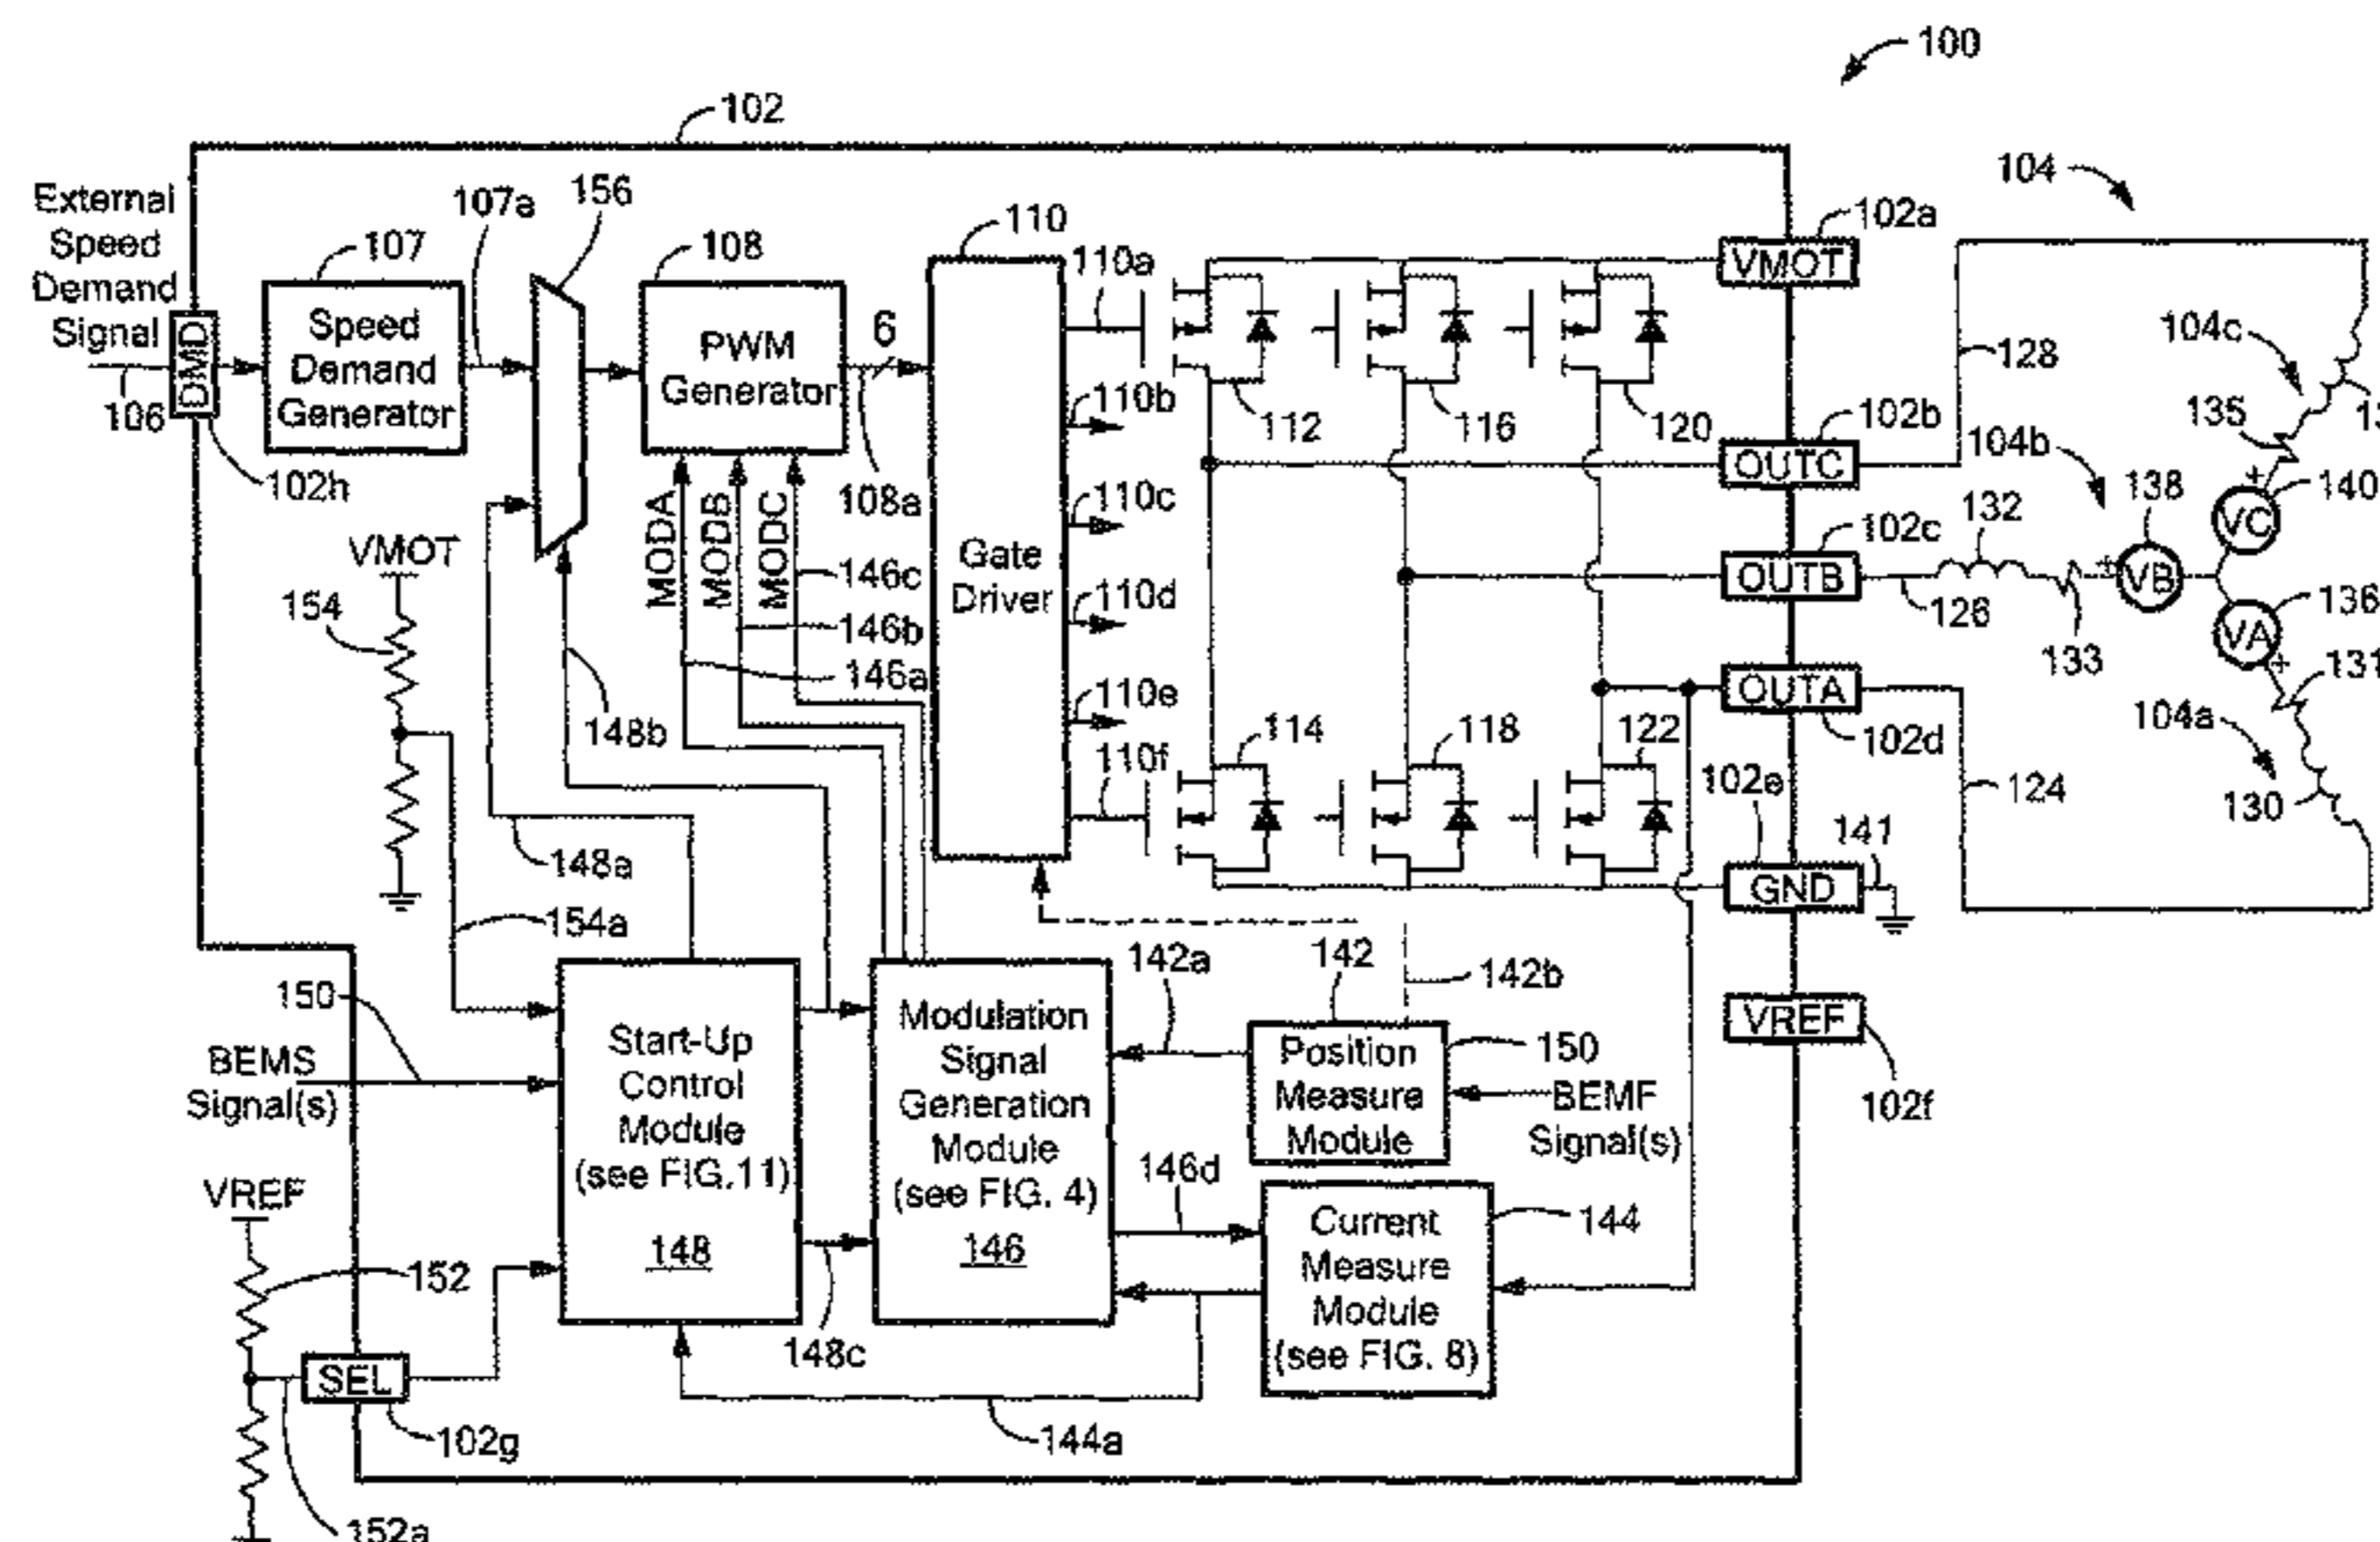 100
102
104
External
Speed
Demand
Signal
106
DMD
102h
107
Speed
Demand
Generator
107a
156
108
PWM
Generator
6
108a
110
Gate
Driver
110a
110b
110c
110d
110e
110f
112
116
120
114
118
122
VMOT
102a
OUTC
102b
OUTB
102c
OUTA
102d
102e
GND
141
VREF
102f
128
104c
135
104b
132
138
140
VC
VB
VA
+
+
+
136
126
133
131
104a
124
130
VMOT
154
154a
148a
148b
MODA
MODB
MODC
146c
146b
146a
150
BEMS
Signal(s)
VREF
152
SEL
102g
152a
Start-Up
Control
Module
(see FIG.11)
148
148c
Modulation
Signal
Generation
Module
(see FIG. 4)
146
142a
142
142b
Position
Measure
Module
150
BEMF
Signal(s)
146d
Current
Measure
Module
(see FIG. 8)
144
144a